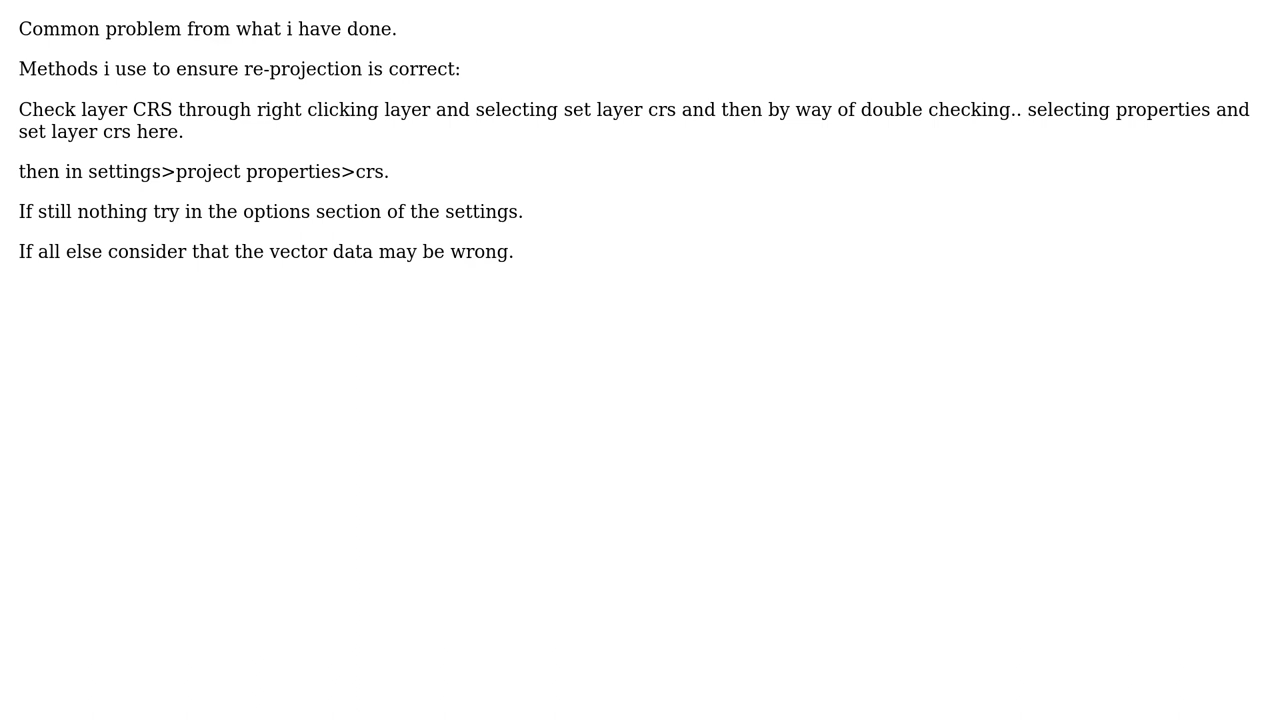 Common problem from what i have done.
Methods i use to ensure re-projection is correct:
Check layer CRS through right clicking layer and selecting set layer crs and then by way of double checking.. selecting properties and
set layer crs here.
then in settings>project properties>crs.
If still nothing try in the options section of the settings.
If all else consider that the vector data may be wrong.